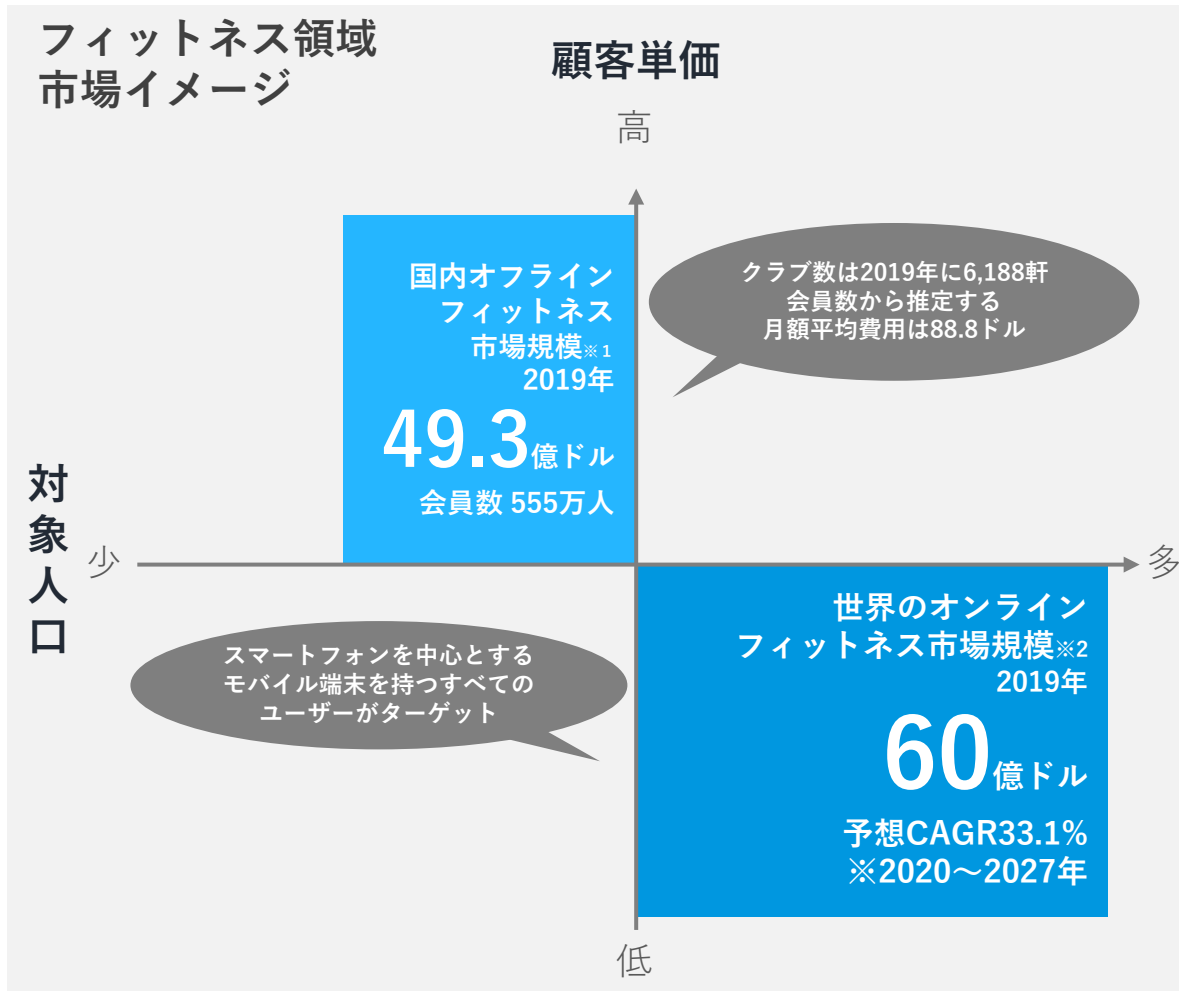 フィットネス領域
市場イメージ
顧客単価
高
国内オフライン
フィットネス
市場規模※1
2019年
49.3億ドル
会員数 555万人
クラブ数は2019年に6,188軒
会員数から推定する
月額平均費用は88.8ドル
対象人口
少
多
スマートフォンを中心とする
モバイル端末を持つすべての
ユーザーがターゲット
世界のオンライン
フィットネス市場規模※2
2019年
60億ドル
予想CAGR33.1%
※2020～2027年
低